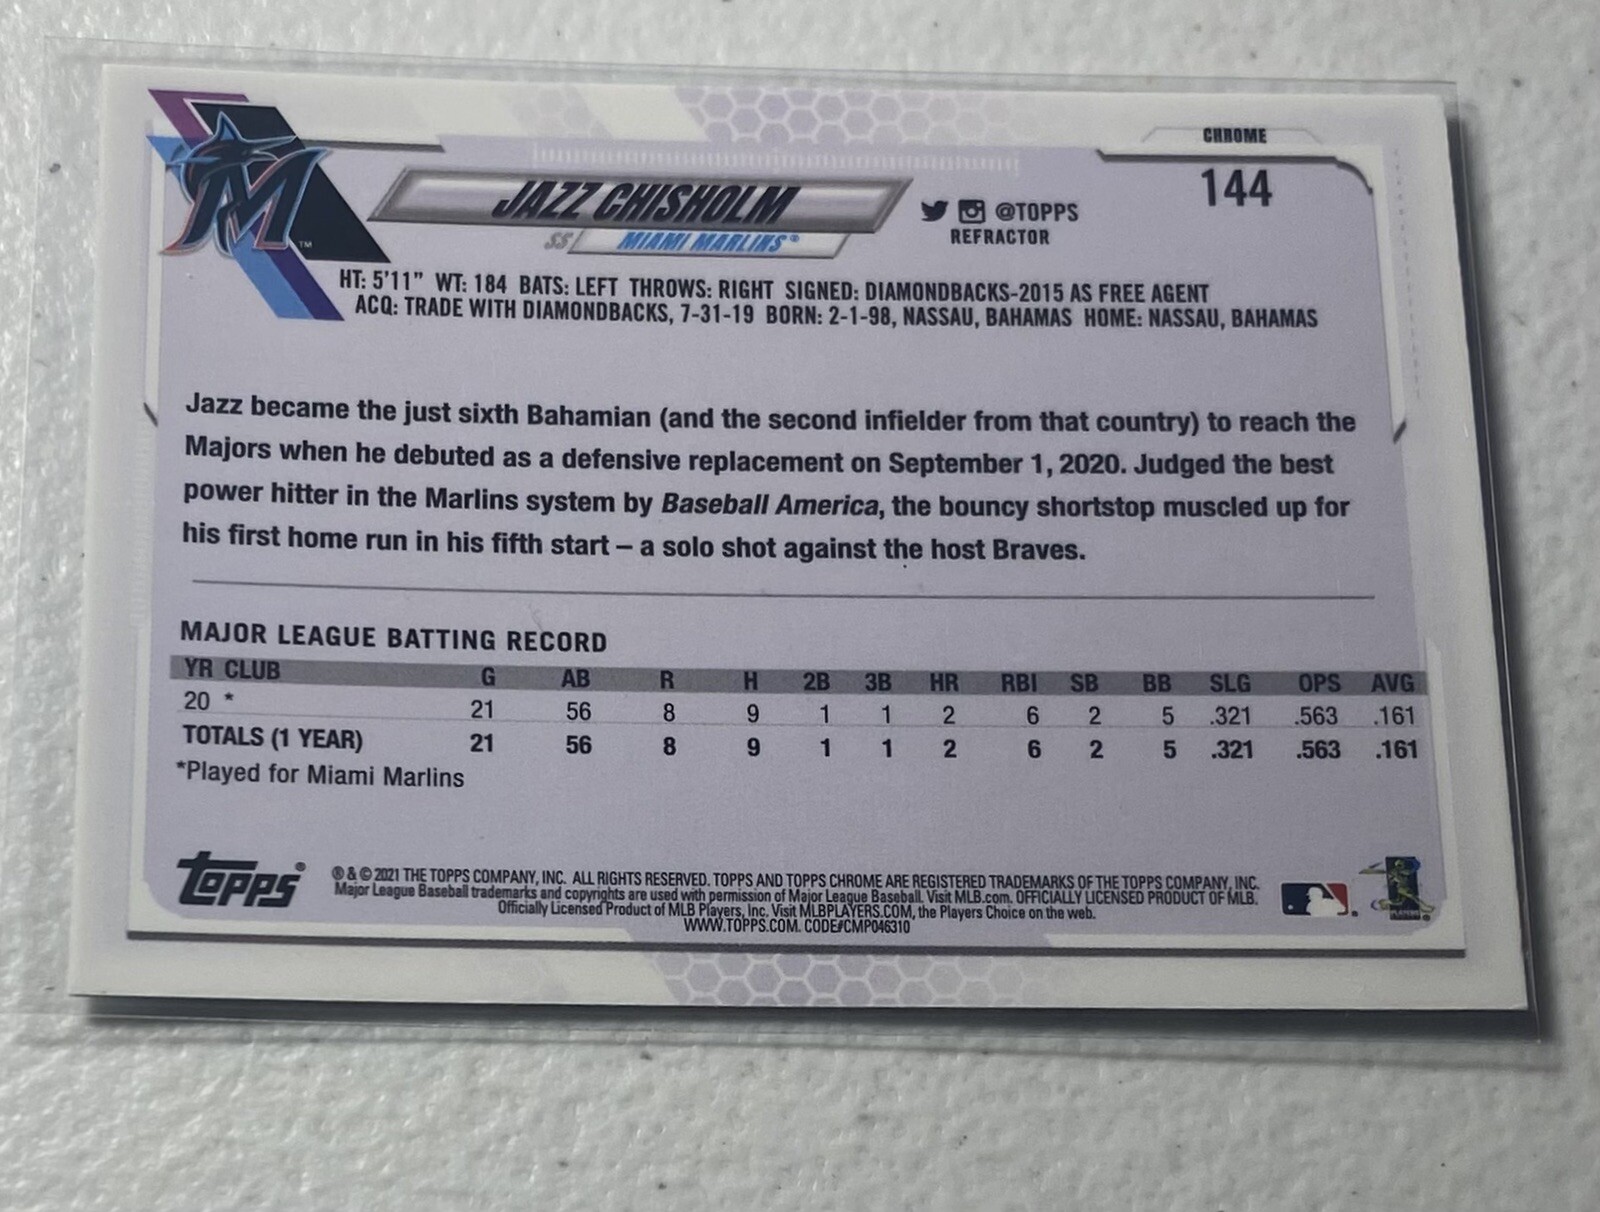 CHROME
144
M
™
JAZZ CHISHOLM
SS MIAMI MARLINS®
@TOPPS
REFRACTOR
HT: 5'11" WT: 184 BATS: LEFT THROWS: RIGHT SIGNED: DIAMONDBACKS-2015 AS FREE AGENT
ACQ: TRADE WITH DIAMONDBACKS, 7-31-19 BORN: 2-1-98, NASSAU, BAHAMAS HOME: NASSAU, BAHAMAS
Jazz became the just sixth Bahamian (and the second infielder from that country) to reach the
Majors when he debuted as a defensive replacement on September 1, 2020. Judged the best
power hitter in the Marlins system by Baseball America, the bouncy shortstop muscled up for
his first home run in his fifth start – a solo shot against the host Braves.
MAJOR LEAGUE BATTING RECORD
YR CLUB G AB R H 2B 3B HR RBI SB BB SLG OPS AVG
20 * 21 56 8 9 1 1 2 6 2 5 .321 .563 .161
TOTALS (1 YEAR) 21 56 8 9 1 1 2 6 2 5 .321 .563 .161
*Played for Miami Marlins
Topps®
® & © 2021 THE TOPPS COMPANY, INC. ALL RIGHTS RESERVED. TOPPS AND TOPPS CHROME ARE REGISTERED TRADEMARKS OF THE TOPPS COMPANY, INC.
Major League Baseball trademarks and copyrights are used with permission of Major League Baseball. Visit MLB.com. OFFICIALLY LICENSED PRODUCT OF MLB.
Officially Licensed Product of MLB Players, Inc. Visit MLBPLAYERS.COM, the Players Choice on the web.
WWW.TOPPS.COM. CODE#CMP046310
PLAYERS